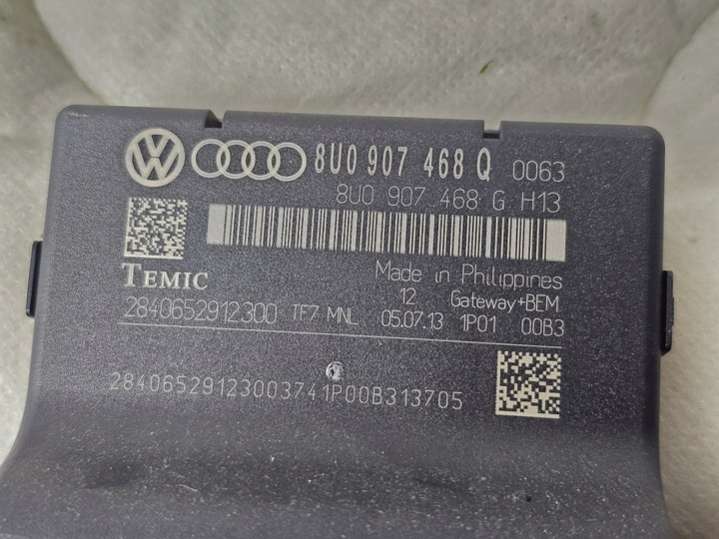 8U0 907 468 Q 0063
8U0 907 468 G H13
TEMIC
Made in Philippines
12 Gateway+BEM
2840652912300 TF7 MNL 05.07.13 1P01 00B3
28406529123003741P00B313705